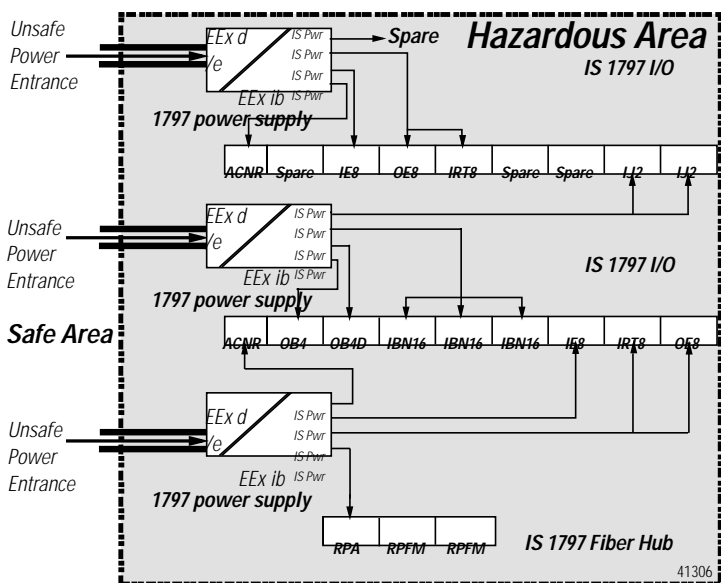 Hazardous Area
IS 1797 I/O
Unsafe
Power
Entrance
EEx d
/e
IS Pwr
IS Pwr
IS Pwr
IS Pwr
Spare
EEx ib
1797 power supply
ACNR Spare IE8 OE8 IRT8 Spare Spare IJ2 IJ2
Unsafe
Power
Entrance
EEx d
/e
IS Pwr
IS Pwr
IS Pwr
IS Pwr
EEx ib
1797 power supply
IS 1797 I/O
Safe Area
ACNR OB4 OB4D IBN16 IBN16 IBN16 IE8 IRT8 OE8
Unsafe
Power
Entrance
EEx d
/e
IS Pwr
IS Pwr
IS Pwr
IS Pwr
EEx ib
1797 power supply
RPA RPFM RPFM
IS 1797 Fiber Hub
41306